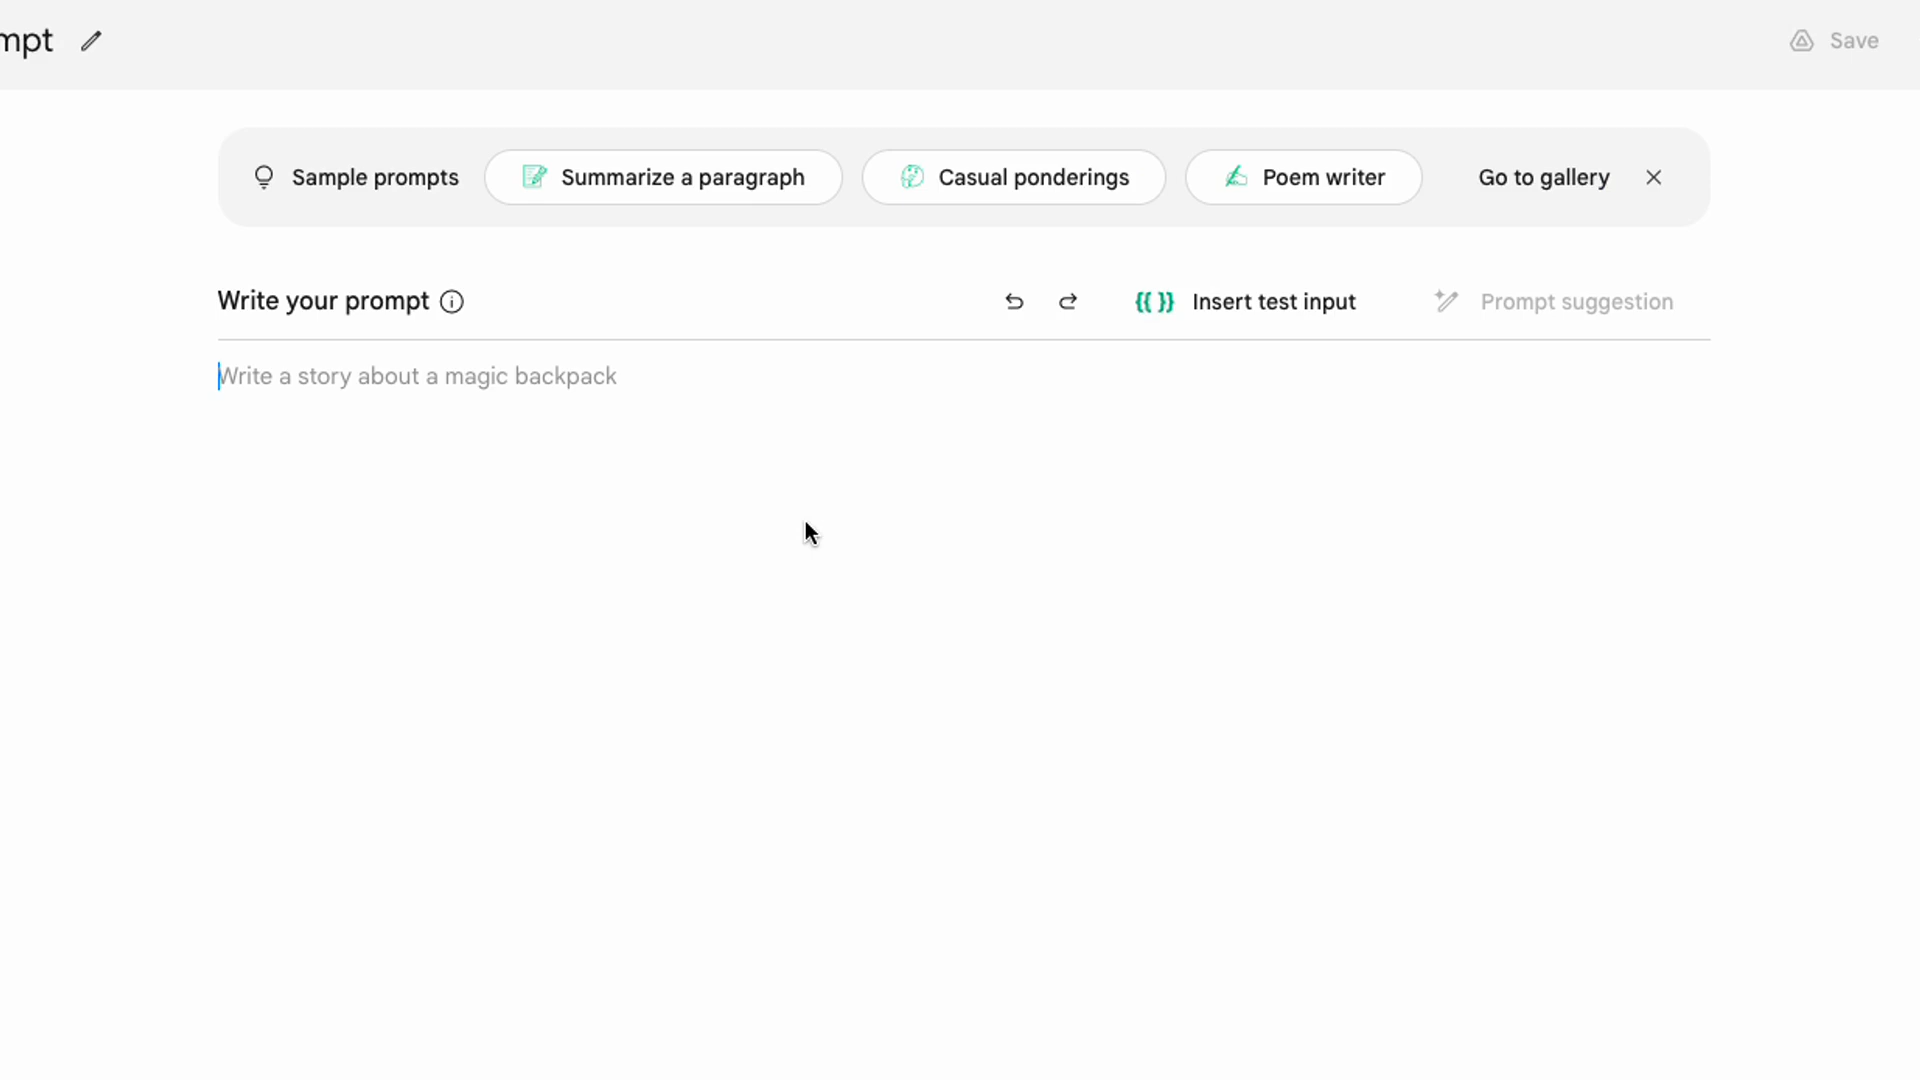 mpt
Save
Sample prompts Summarize a paragraph Casual ponderings Poem writer Go to gallery
Write your prompt {{ }} Insert test input Prompt suggestion
Write a story about a magic backpack